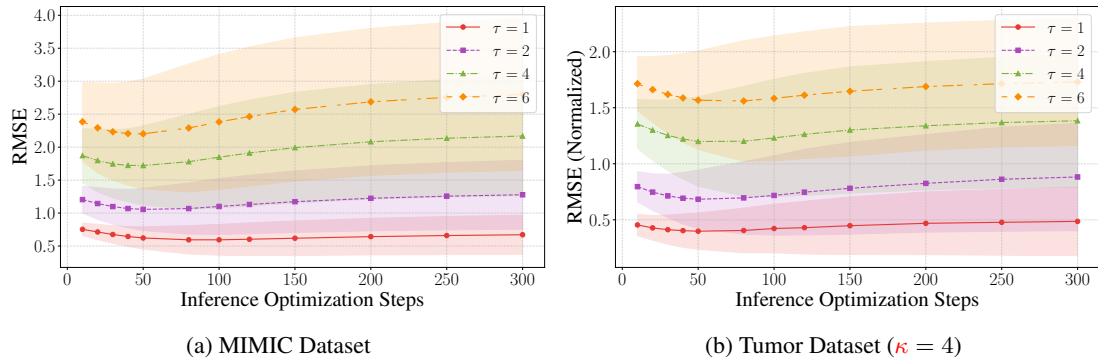 4.0
3.5
3.0
2.5
2.0
1.5
1.0
0.5
RMSE
τ = 1
τ = 2
τ = 4
τ = 6
0 50 100 150 200 250 300
Inference Optimization Steps
(a) MIMIC Dataset
2.0
1.5
1.0
0.5
RMSE (Normalized)
τ = 1
τ = 2
τ = 4
τ = 6
0 50 100 150 200 250 300
Inference Optimization Steps
(b) Tumor Dataset (κ = 4)